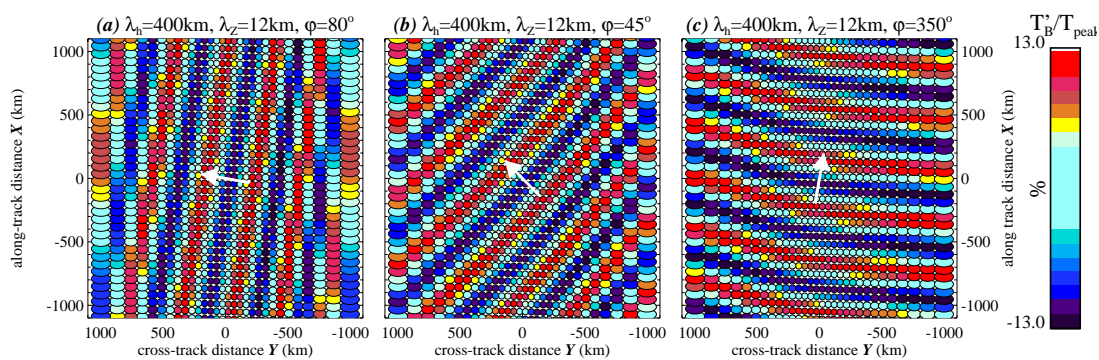 (a) λh=400km, λZ=12km, φ=80°
(b) λh=400km, λZ=12km, φ=45°
(c) λh=400km, λZ=12km, φ=350°
T'B/Tpeak
along-track distance X (km)
1000
500
0
-500
-1000
1000
500
0
-500
-1000
along track distance X (km)
13.0
%
-13.0
1000 500 0 -500 -1000
1000 500 0 -500 -1000
1000 500 0 -500 -1000
cross-track distance Y (km)
cross-track distance Y (km)
cross-track distance Y (km)